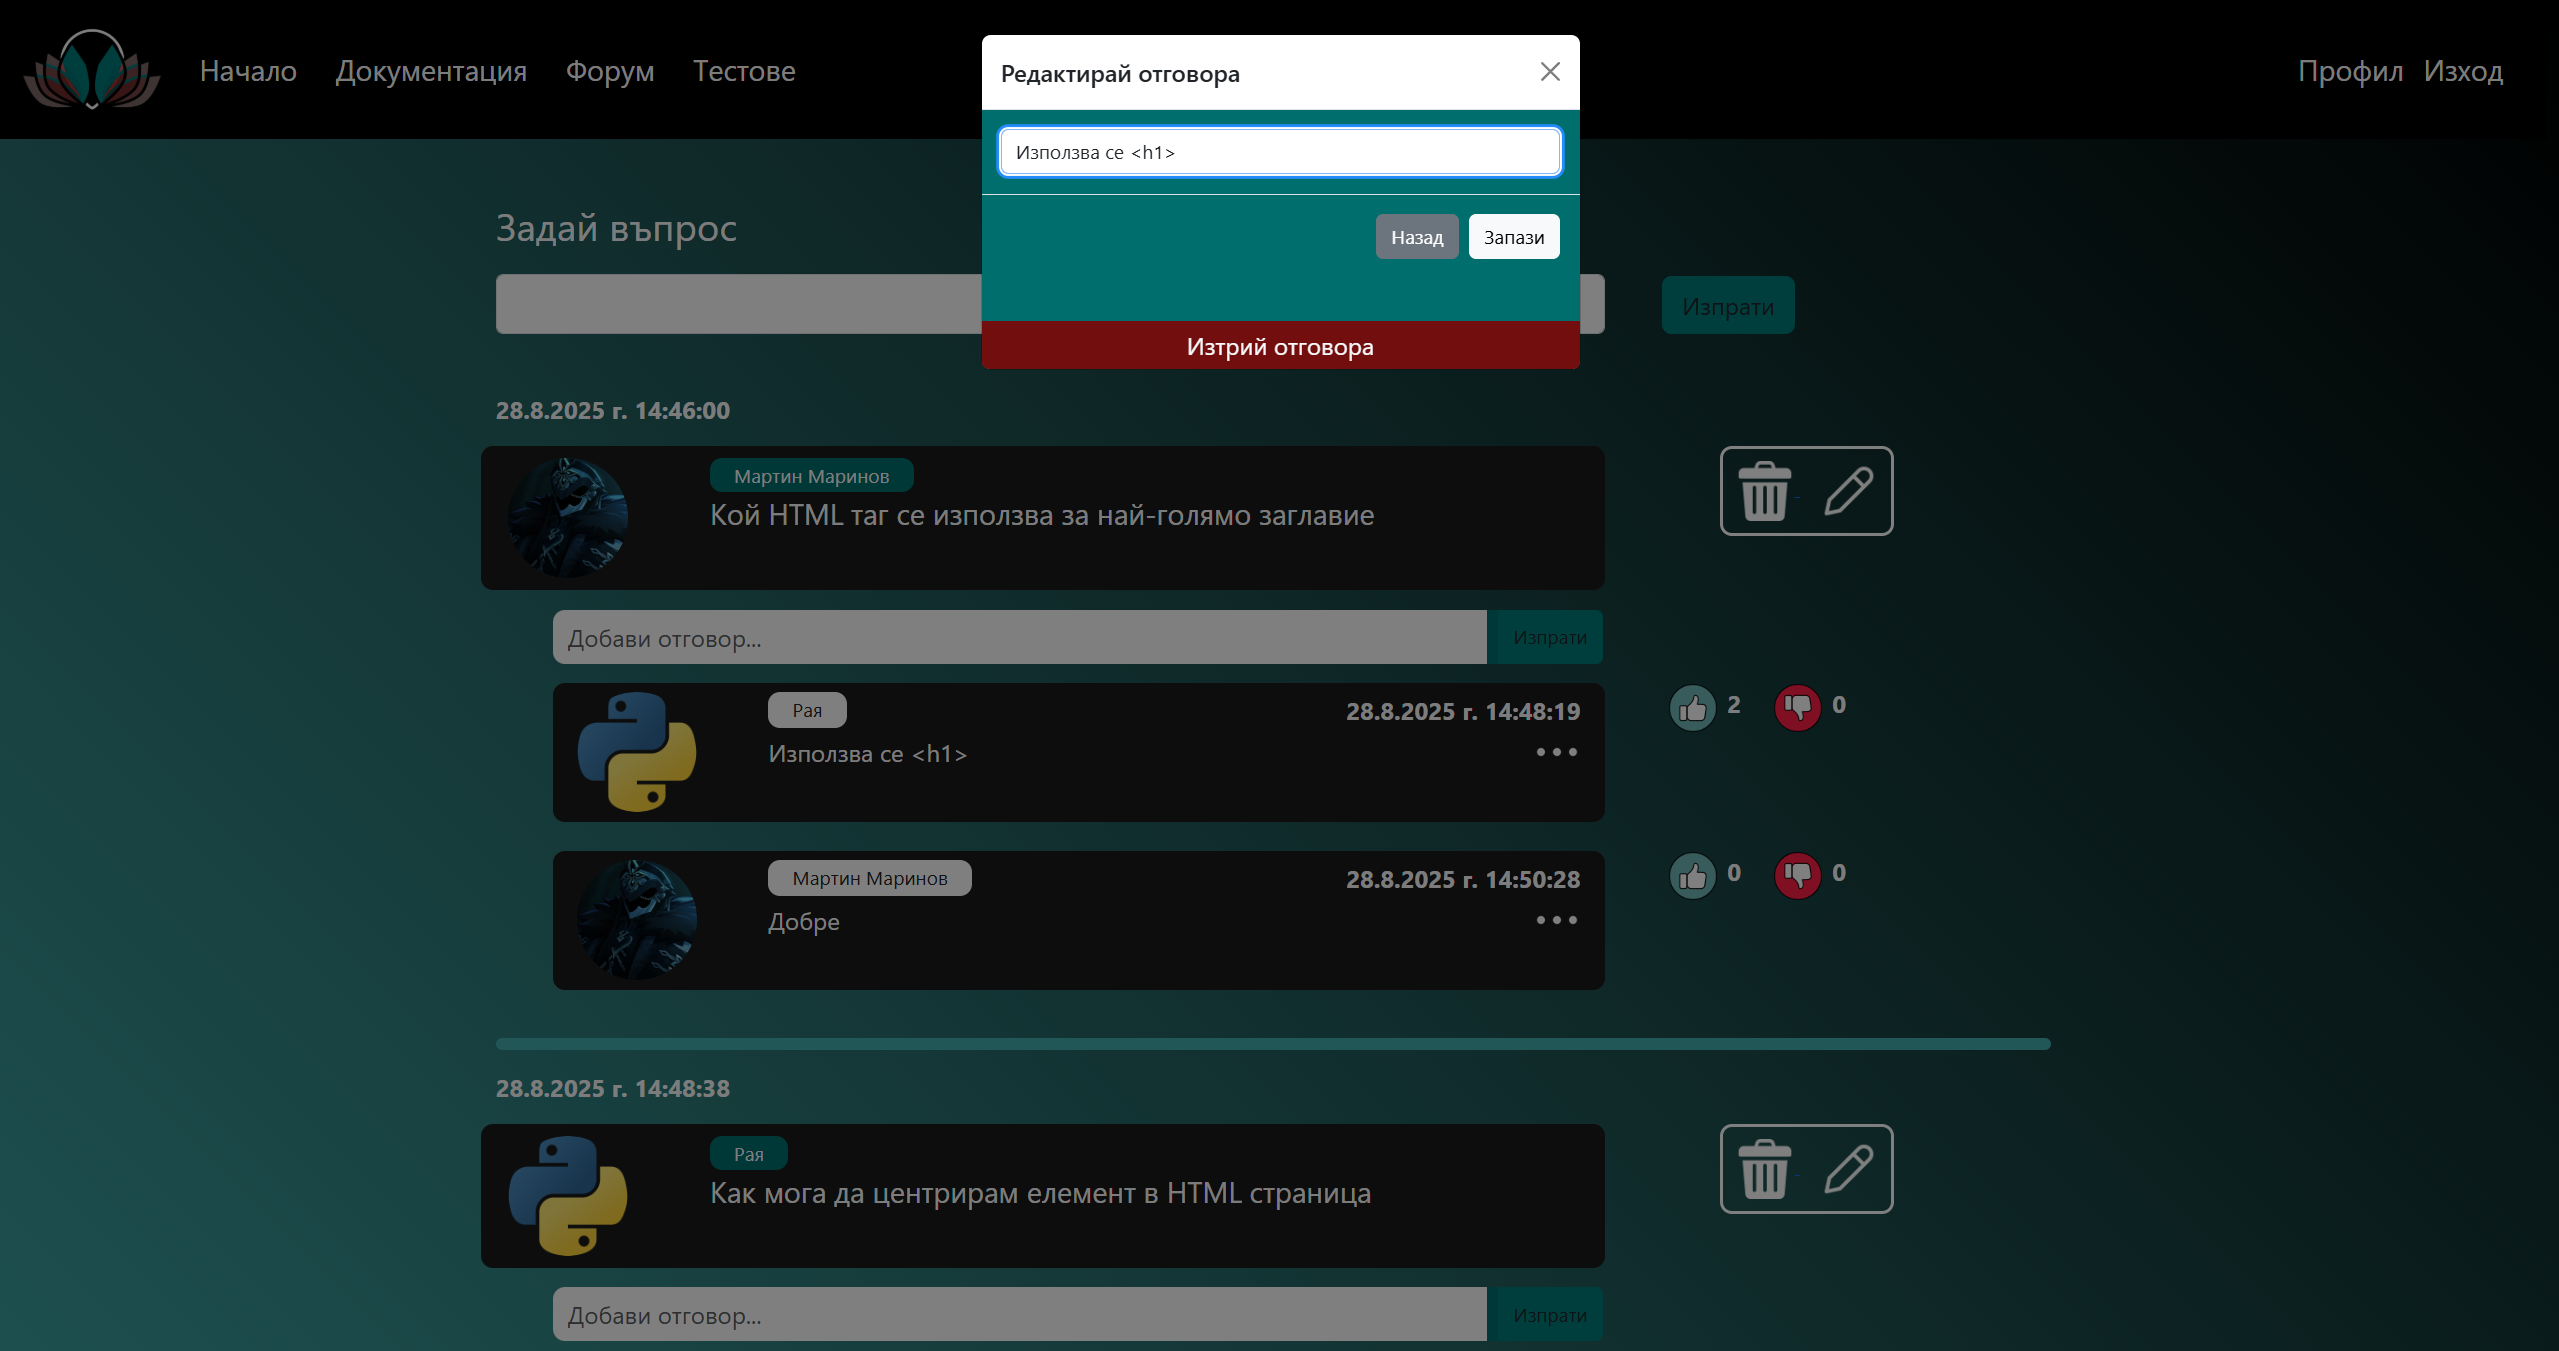 Начало Документация Форум Тестове Профил Изход
Редактирай отговора
Използва се <h1>
Назад Запази
Изтрий отговора
Задай въпрос
Изпрати
28.8.2025 г. 14:46:00
Мартин Маринов
Кой HTML таг се използва за най-голямо заглавие
Добави отговор... Изпрати
Рая 28.8.2025 г. 14:48:19 2 0
Използва се <h1>
Мартин Маринов 28.8.2025 г. 14:50:28 0 0
Добре
28.8.2025 г. 14:48:38
Рая
Как мога да центрирам елемент в HTML страница
Добави отговор... Изпрати